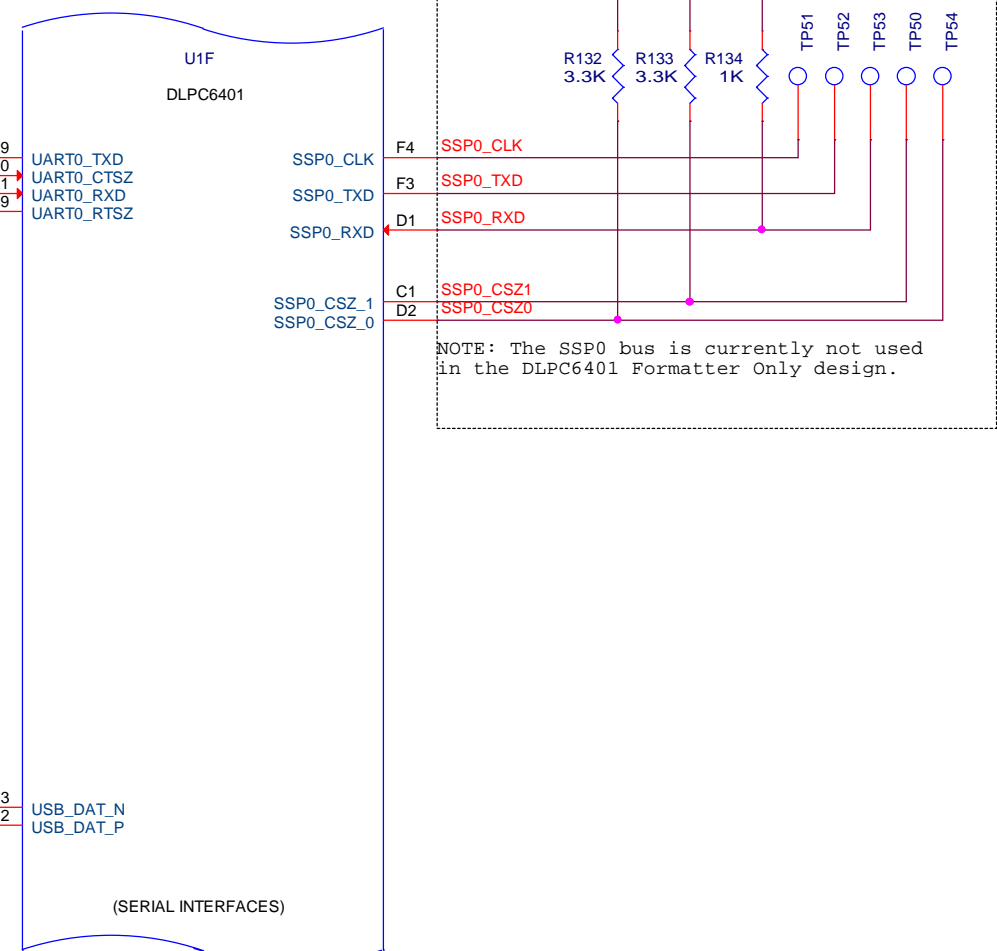 TP51
TP52
TP53
TP50
TP54
U1F
DLPC6401
R132
3.3K
R133
3.3K
R134
1K
9
0
1
9
UART0_TXD
UART0_CTSZ
UART0_RXD
UART0_RTSZ
SSP0_CLK
SSP0_TXD
SSP0_RXD
SSP0_CSZ_1
SSP0_CSZ_0
F4
F3
D1
C1
D2
SSP0_CLK
SSP0_TXD
SSP0_RXD
SSP0_CSZ1
SSP0_CSZ0
NOTE: The SSP0 bus is currently not used
in the DLPC6401 Formatter Only design.
3
2
USB_DAT_N
USB_DAT_P
(SERIAL INTERFACES)